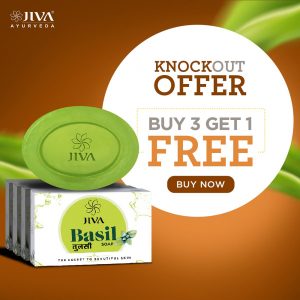 JIVA
AYURVEDA
KNOCKOUT
OFFER
BUY 3 GET 1
FREE
BUY NOW
JIVA
JIVA
Basil
तुलसी SOAP
THE SECRET TO BEAUTIFUL SKIN